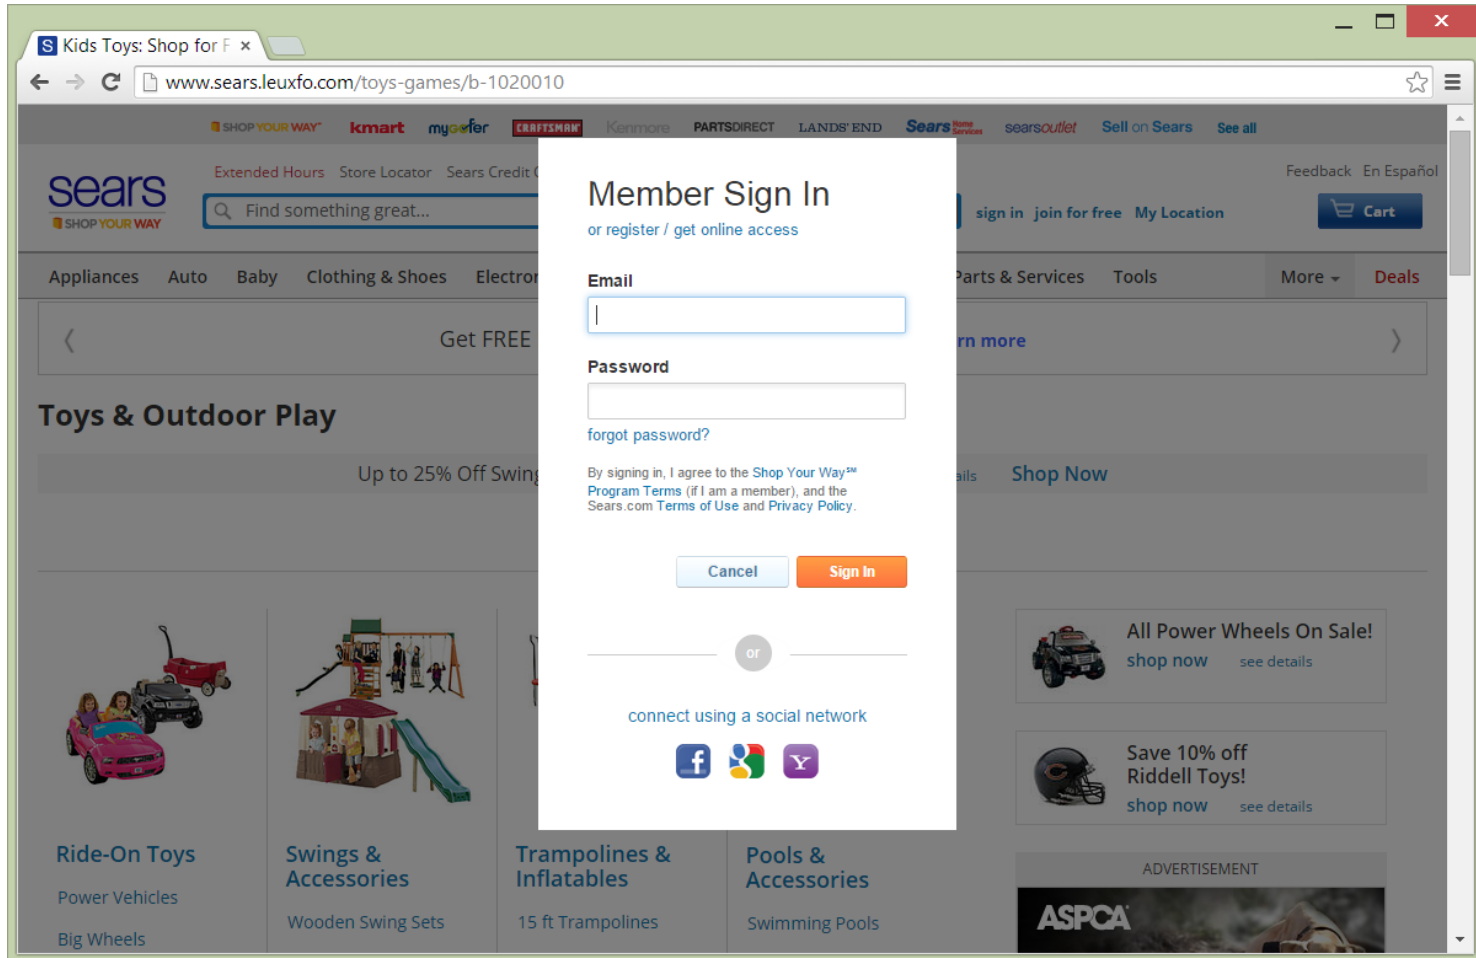 S Kids Toys: Shop for F
www.sears.leuxfo.com/toys-games/b-1020010
SHOP YOUR WAY kmart mygofer CRAFTSMAN Kenmore PARTSDIRECT LANDS' END Sears Home Services searsoutlet Sell on Sears See all
Extended Hours Store Locator Sears Credit
Feedback En Español
sears
SHOP YOUR WAY
Find something great...
sign in join for free My Location
Cart
Appliances Auto Baby Clothing & Shoes Electron
Parts & Services Tools More Deals
Get FREE
rn more
Toys & Outdoor Play
Up to 25% Off Swing
ails Shop Now
Member Sign In
or register / get online access
Email
Password
forgot password?
By signing in, I agree to the Shop Your Way℠
Program Terms (if I am a member), and the
Sears.com Terms of Use and Privacy Policy.
Cancel Sign In
or
connect using a social network
f g Y
All Power Wheels On Sale!
shop now see details
Save 10% off
Riddell Toys!
shop now see details
ADVERTISEMENT
ASPCA
Ride-On Toys
Power Vehicles
Big Wheels
Swings &
Accessories
Wooden Swing Sets
Trampolines &
Inflatables
15 ft Trampolines
Pools &
Accessories
Swimming Pools